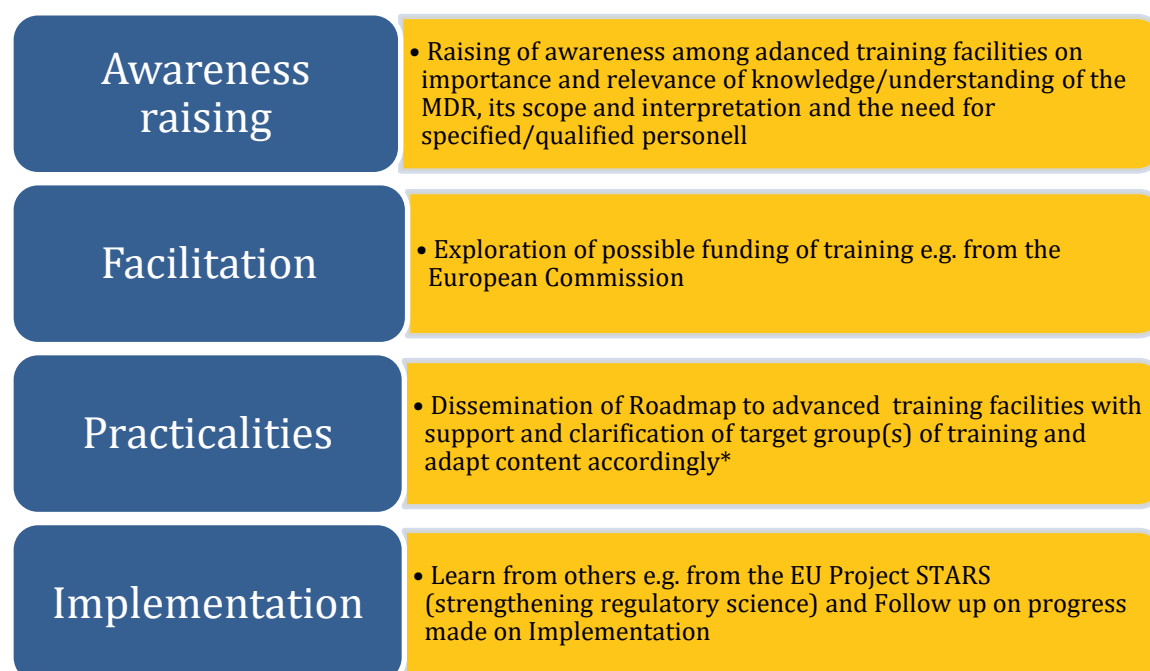 Awareness
raising
• Raising of awareness among adanced training facilities on
importance and relevance of knowledge/understanding of the
MDR, its scope and interpretation and the need for
specified/qualified personell
Facilitation
• Exploration of possible funding of training e.g. from the
European Commission
Practicalities
• Dissemination of Roadmap to advanced training facilities with
support and clarification of target group(s) of training and
adapt content accordingly*
Implementation
• Learn from others e.g. from the EU Project STARS
(strengthening regulatory science) and Follow up on progress
made on Implementation